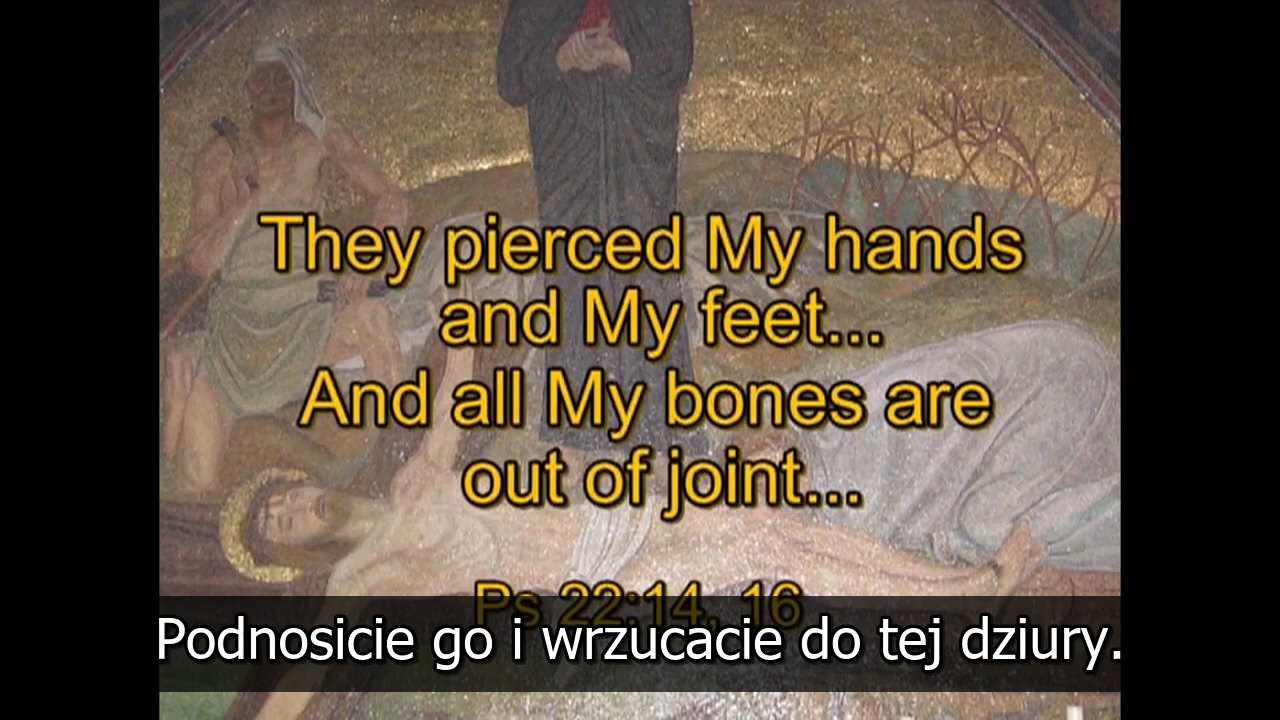 They pierced My hands
and My feet...
And all My bones are
out of joint...
Ps 22:14, 16
Podnosicie go i wrzucacie do tej dziury.